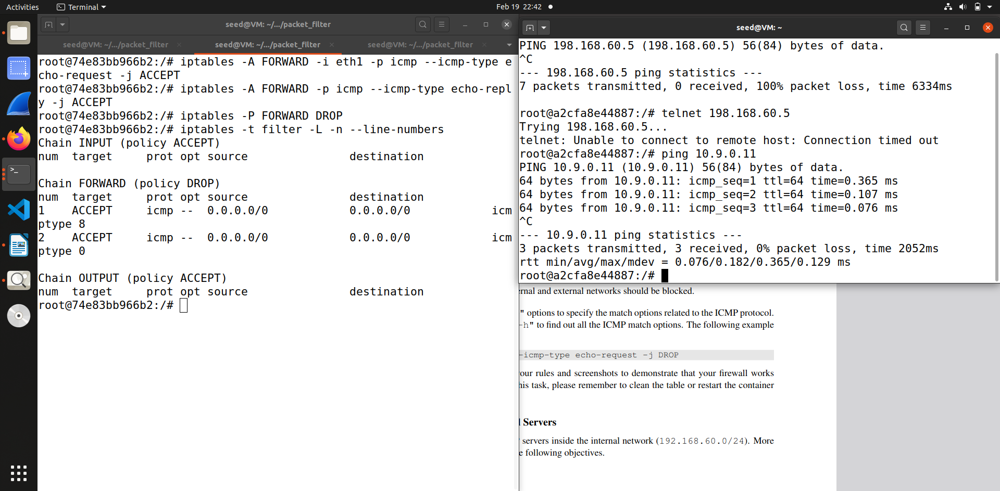 Activities
Terminal
Feb 19 22:42
seed@VM: ~/.../packet_filter
seed@VM: ~/.../packet_filter
seed@VM: ~/.../packet_filter
seed@VM: ~/.../packet_filter
root@74e83bb966b2:/# iptables -A FORWARD -i eth1 -p icmp --icmp-type e
cho-request -j ACCEPT
root@74e83bb966b2:/# iptables -A FORWARD -p icmp --icmp-type echo-repl
y -j ACCEPT
root@74e83bb966b2:/# iptables -P FORWARD DROP
root@74e83bb966b2:/# iptables -t filter -L -n --line-numbers
Chain INPUT (policy ACCEPT)
num  target     prot opt source               destination

Chain FORWARD (policy DROP)
num  target     prot opt source               destination
1    ACCEPT     icmp --  0.0.0.0/0            0.0.0.0/0            icm
ptype 8
2    ACCEPT     icmp --  0.0.0.0/0            0.0.0.0/0            icm
ptype 0

Chain OUTPUT (policy ACCEPT)
num  target     prot opt source               destination
root@74e83bb966b2:/#
seed@VM: ~
PING 198.168.60.5 (198.168.60.5) 56(84) bytes of data.
^C
--- 198.168.60.5 ping statistics ---
7 packets transmitted, 0 received, 100% packet loss, time 6334ms

root@a2cfa8e44887:/# telnet 198.168.60.5
Trying 198.168.60.5...
telnet: Unable to connect to remote host: Connection timed out
root@a2cfa8e44887:/# ping 10.9.0.11
PING 10.9.0.11 (10.9.0.11) 56(84) bytes of data.
64 bytes from 10.9.0.11: icmp_seq=1 ttl=64 time=0.365 ms
64 bytes from 10.9.0.11: icmp_seq=2 ttl=64 time=0.107 ms
64 bytes from 10.9.0.11: icmp_seq=3 ttl=64 time=0.076 ms
^C
--- 10.9.0.11 ping statistics ---
3 packets transmitted, 3 received, 0% packet loss, time 2052ms
rtt min/avg/max/mdev = 0.076/0.182/0.365/0.129 ms
root@a2cfa8e44887:/#
ernal and external networks should be blocked.
" options to specify the match options related to the ICMP protocol.
-h" to find out all the ICMP match options. The following example
-icmp-type echo-request -j DROP
our rules and screenshots to demonstrate that your firewall works
his task, please remember to clean the table or restart the container
Servers
servers inside the internal network (192.168.60.0/24). More
e following objectives.